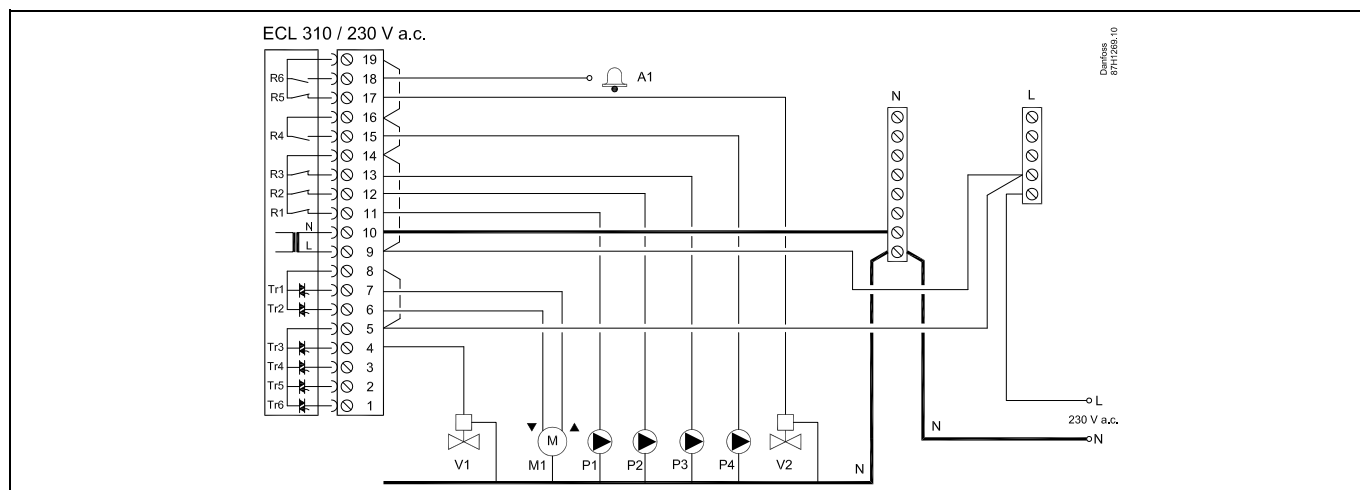 ECL 310 / 230 V a.c.
Danfoss
87H1269.10
19
R6 18 A1
R5 17
16
R4 15
14
R3 13
R2 12
R1 11
N 10
L 9
8
Tr1 7
Tr2 6
5
Tr3 4
Tr4 3
Tr5 2
Tr6 1
N L
L
230 V a.c.
N N
M
V1 M1 P1 P2 P3 P4 V2 N